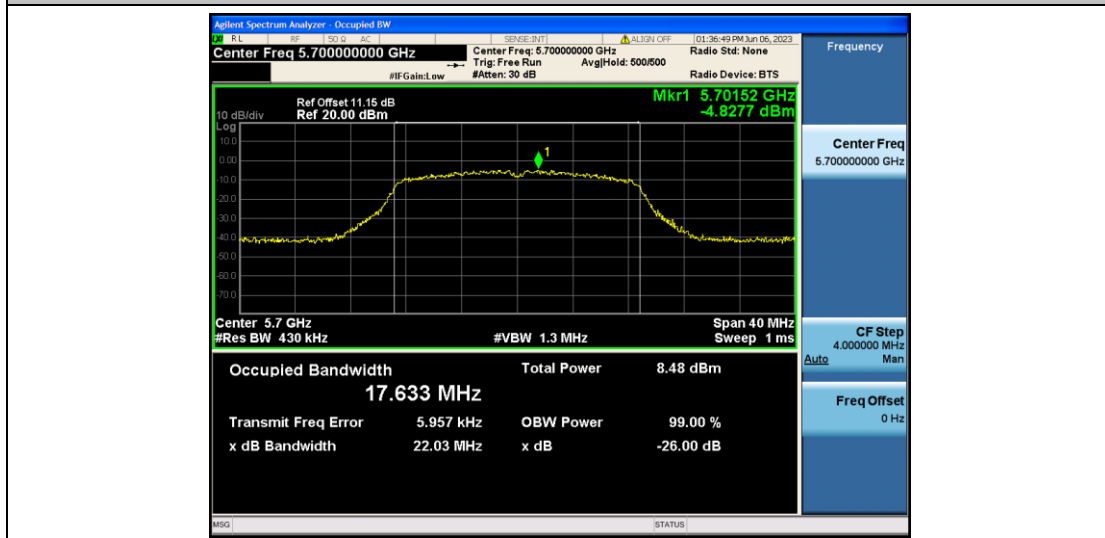 Agilent Spectrum Analyzer - Occupied BW
RL RF 50 Ω AC SENSE:INT ALIGN OFF 01:36:49 PM Jun 06, 2023
Center Freq 5.700000000 GHz Center Freq: 5.700000000 GHz Radio Std: None
Trig: Free Run Avg|Hold: 500/500
#IFGain:Low #Atten: 30 dB Radio Device: BTS
Ref Offset 11.15 dB Mkr1 5.70152 GHz
10 dB/div Ref 20.00 dBm -4.8277 dBm
Log
10.0
1
0.00
-10.0
-20.0
-30.0
-40.0
-50.0
-60.0
-70.0
Center 5.7 GHz Span 40 MHz
#Res BW 430 kHz #VBW 1.3 MHz Sweep 1 ms
Occupied Bandwidth Total Power 8.48 dBm
17.633 MHz
Transmit Freq Error 5.957 kHz OBW Power 99.00 %
x dB Bandwidth 22.03 MHz x dB -26.00 dB
MSG STATUS
Frequency
Center Freq
5.700000000 GHz
CF Step
4.000000 MHz
Auto Man
Freq Offset
0 Hz